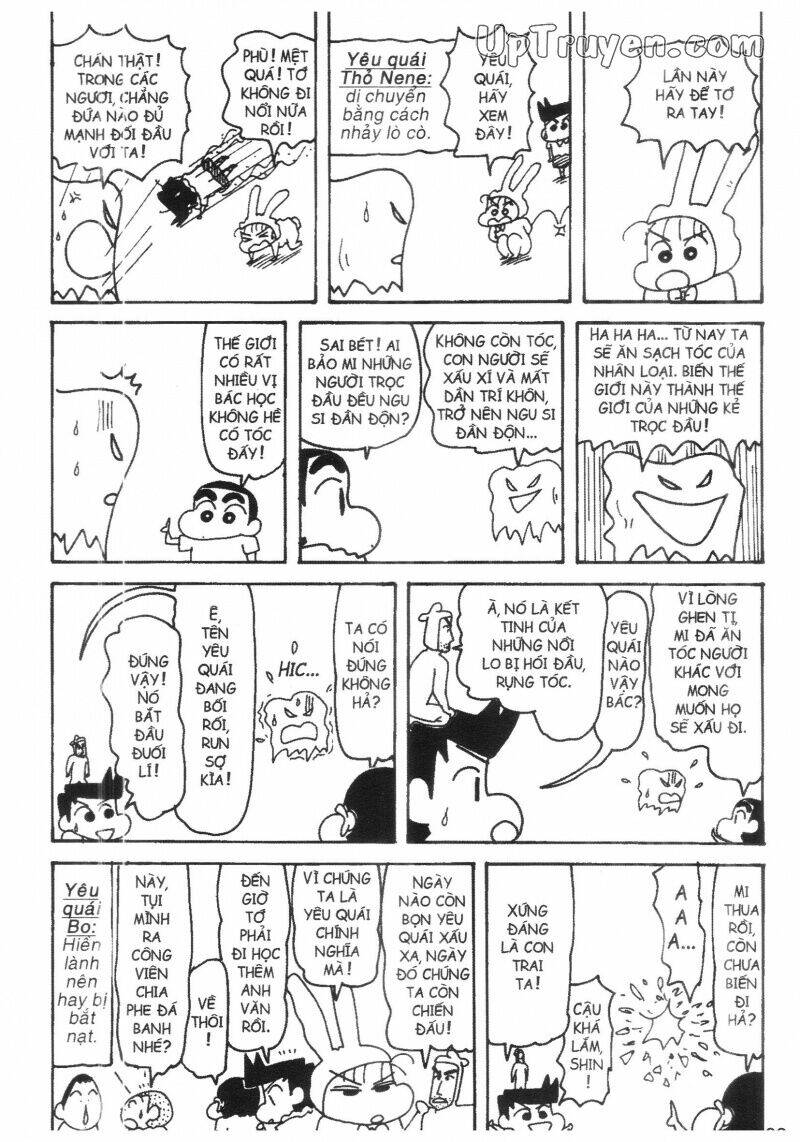 UpTruyen.com
LẦN NÀY
HÃY ĐỂ TỚ
RA TAY!
YÊU
QUÁI,
HÃY
XEM
ĐÂY!
Yêu quái
Thỏ Nene:
di chuyển
bằng cách
nhảy lò cò.
PHÙ! MỆT
QUÁ! TỚ
KHÔNG ĐI
NỔI NỮA
RỒI!
CHÁN THẬT!
TRONG CÁC
NGƯƠI, CHẲNG
ĐỨA NÀO ĐỦ
MẠNH ĐỐI ĐẦU
VỚI TA!
HA HA HA... TỪ NAY TA
SẼ ĂN SẠCH TÓC CỦA
NHÂN LOẠI. BIẾN THẾ
GIỚI NÀY THÀNH THẾ
GIỚI CỦA NHỮNG KẺ
TRỌC ĐẦU!
KHÔNG CÒN TÓC,
CON NGƯỜI SẼ
XẤU XÍ VÀ MẤT
DẦN TRÍ KHÔN,
TRỞ NÊN NGU SI
ĐẦN ĐỘN...
SAI BÉT! AI
BẢO MI NHỮNG
NGƯỜI TRỌC
ĐẦU ĐỀU NGU
SI ĐẦN ĐỘN?
THẾ GIỚI
CÓ RẤT
NHIỀU VỊ
BÁC HỌC
KHÔNG HỀ
CÓ TÓC
ĐẤY!
VÌ LÒNG
GHEN TỊ,
MI ĐÃ ĂN
TÓC NGƯỜI
KHÁC VỚI
MONG
MUỐN HỌ
SẼ XẤU ĐI.
YÊU
QUÁI
NÀO
VẬY
BÁC?
À, NÓ LÀ KẾT
TINH CỦA
NHỮNG NỖI
LO BỊ HÓI ĐẦU,
RỤNG TÓC.
TA CÓ
NÓI
ĐÚNG
KHÔNG
HẢ?
HIC...
Ê,
TÊN
YÊU
QUÁI
ĐANG
BỐI
RỐI,
RUN
SỢ
KÌA!
ĐÚNG
VẬY!
NÓ
BẮT
ĐẦU
ĐUỐI
LÍ!
MI
THUA
RỒI,
CÒN
CHƯA
BIẾN
ĐI
HẢ?
A
A
A...
XỨNG
ĐÁNG
LÀ CON
TRAI
TA!
CẬU
KHÁ
LẮM,
SHIN
!
NGÀY
NÀO CÒN
BỌN YÊU
QUÁI XẤU
XA, NGÀY
ĐÓ CHÚNG
TA CÒN
CHIẾN
ĐẤU!
VÌ CHÚNG
TA LÀ
YÊU QUÁI
CHÍNH
NGHĨA
MÀ!
ĐẾN
GIỜ
TỚ
PHẢI
ĐI HỌC
THÊM
ANH
VĂN
RỒI.
VỀ
THÔI!
NÀY,
TỤI
MÌNH
RA
CÔNG
VIÊN
CHIA
PHE ĐÁ
BANH
NHÉ?
Yêu
quái
Bo:
Hiền
lành
nên
hay bị
bắt
nạt.